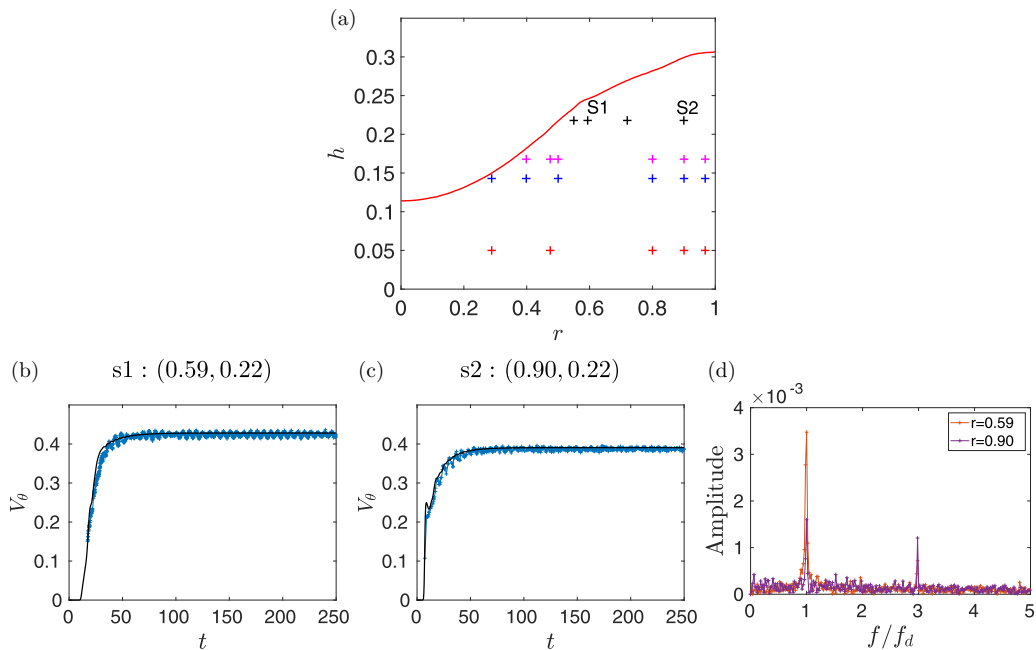 (a)
0.3
0.25
0.2
0.15
0.1
0.05
0
h
S1
S2
0 0.2 0.4 0.6 0.8 1
r
(b) s1 : (0.59, 0.22)
0.4
0.3
0.2
0.1
0
V_θ
0 50 100 150 200 250
t
(c) s2 : (0.90, 0.22)
0.4
0.3
0.2
0.1
0
V_θ
0 50 100 150 200 250
t
(d)
×10⁻³
4
3
2
1
0
Amplitude
r=0.59
r=0.90
0 1 2 3 4 5
f/f_d